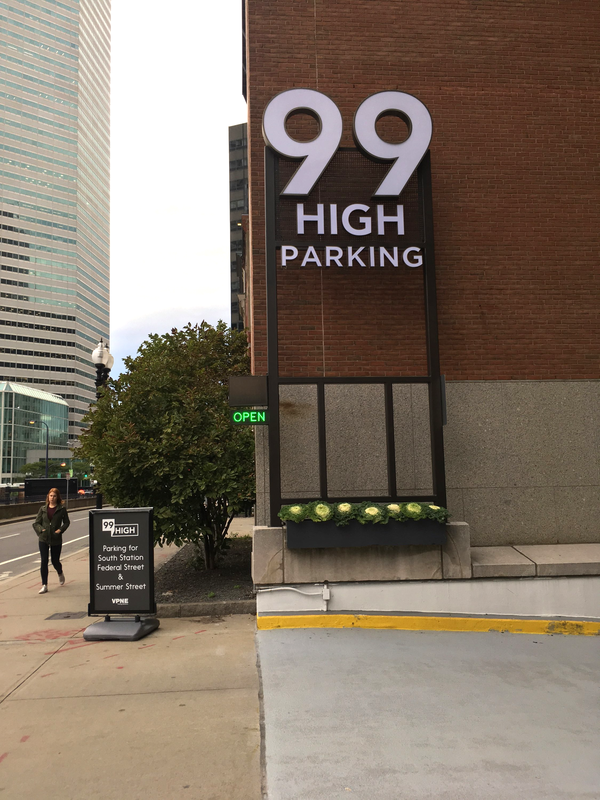 99
HIGH
PARKING
OPEN
99
HIGH
Parking for
South Station
Federal Street
&
Summer Street
VPNE